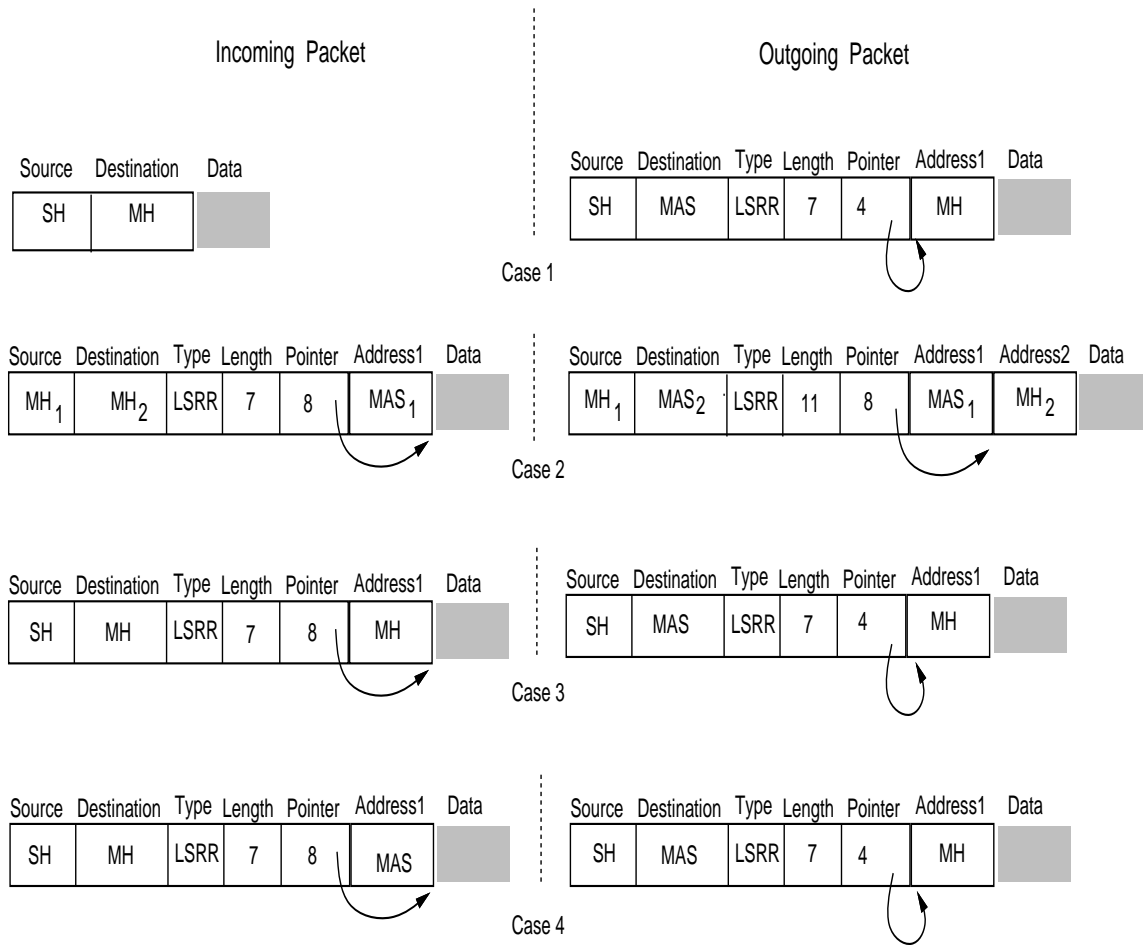 Incoming Packet
Outgoing Packet
Source Destination Data
SH MH
Source Destination Type Length Pointer Address1 Data
SH MAS LSRR 7 4 MH
Case 1
Source Destination Type Length Pointer Address1 Data
MH1 MH2 LSRR 7 8 MAS1
Source Destination Type Length Pointer Address1 Address2 Data
MH1 MAS2 LSRR 11 8 MAS1 MH2
Case 2
Source Destination Type Length Pointer Address1 Data
SH MH LSRR 7 8 MH
Source Destination Type Length Pointer Address1 Data
SH MAS LSRR 7 4 MH
Case 3
Source Destination Type Length Pointer Address1 Data
SH MH LSRR 7 8 MAS
Source Destination Type Length Pointer Address1 Data
SH MAS LSRR 7 4 MH
Case 4